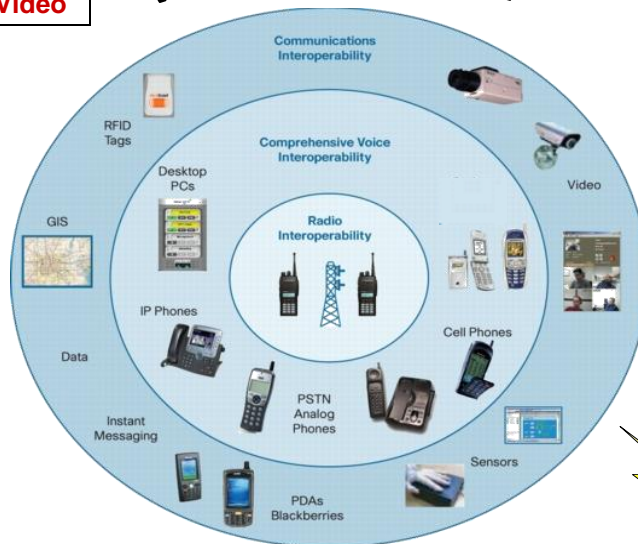 Video
Communications
Interoperability
RFID
Tags
Comprehensive Voice
Interoperability
Desktop
PCs
Video
GIS
Radio
Interoperability
IP Phones
Cell Phones
Data
PSTN
Analog
Phones
Instant
Messaging
Sensors
PDAs
Blackberries